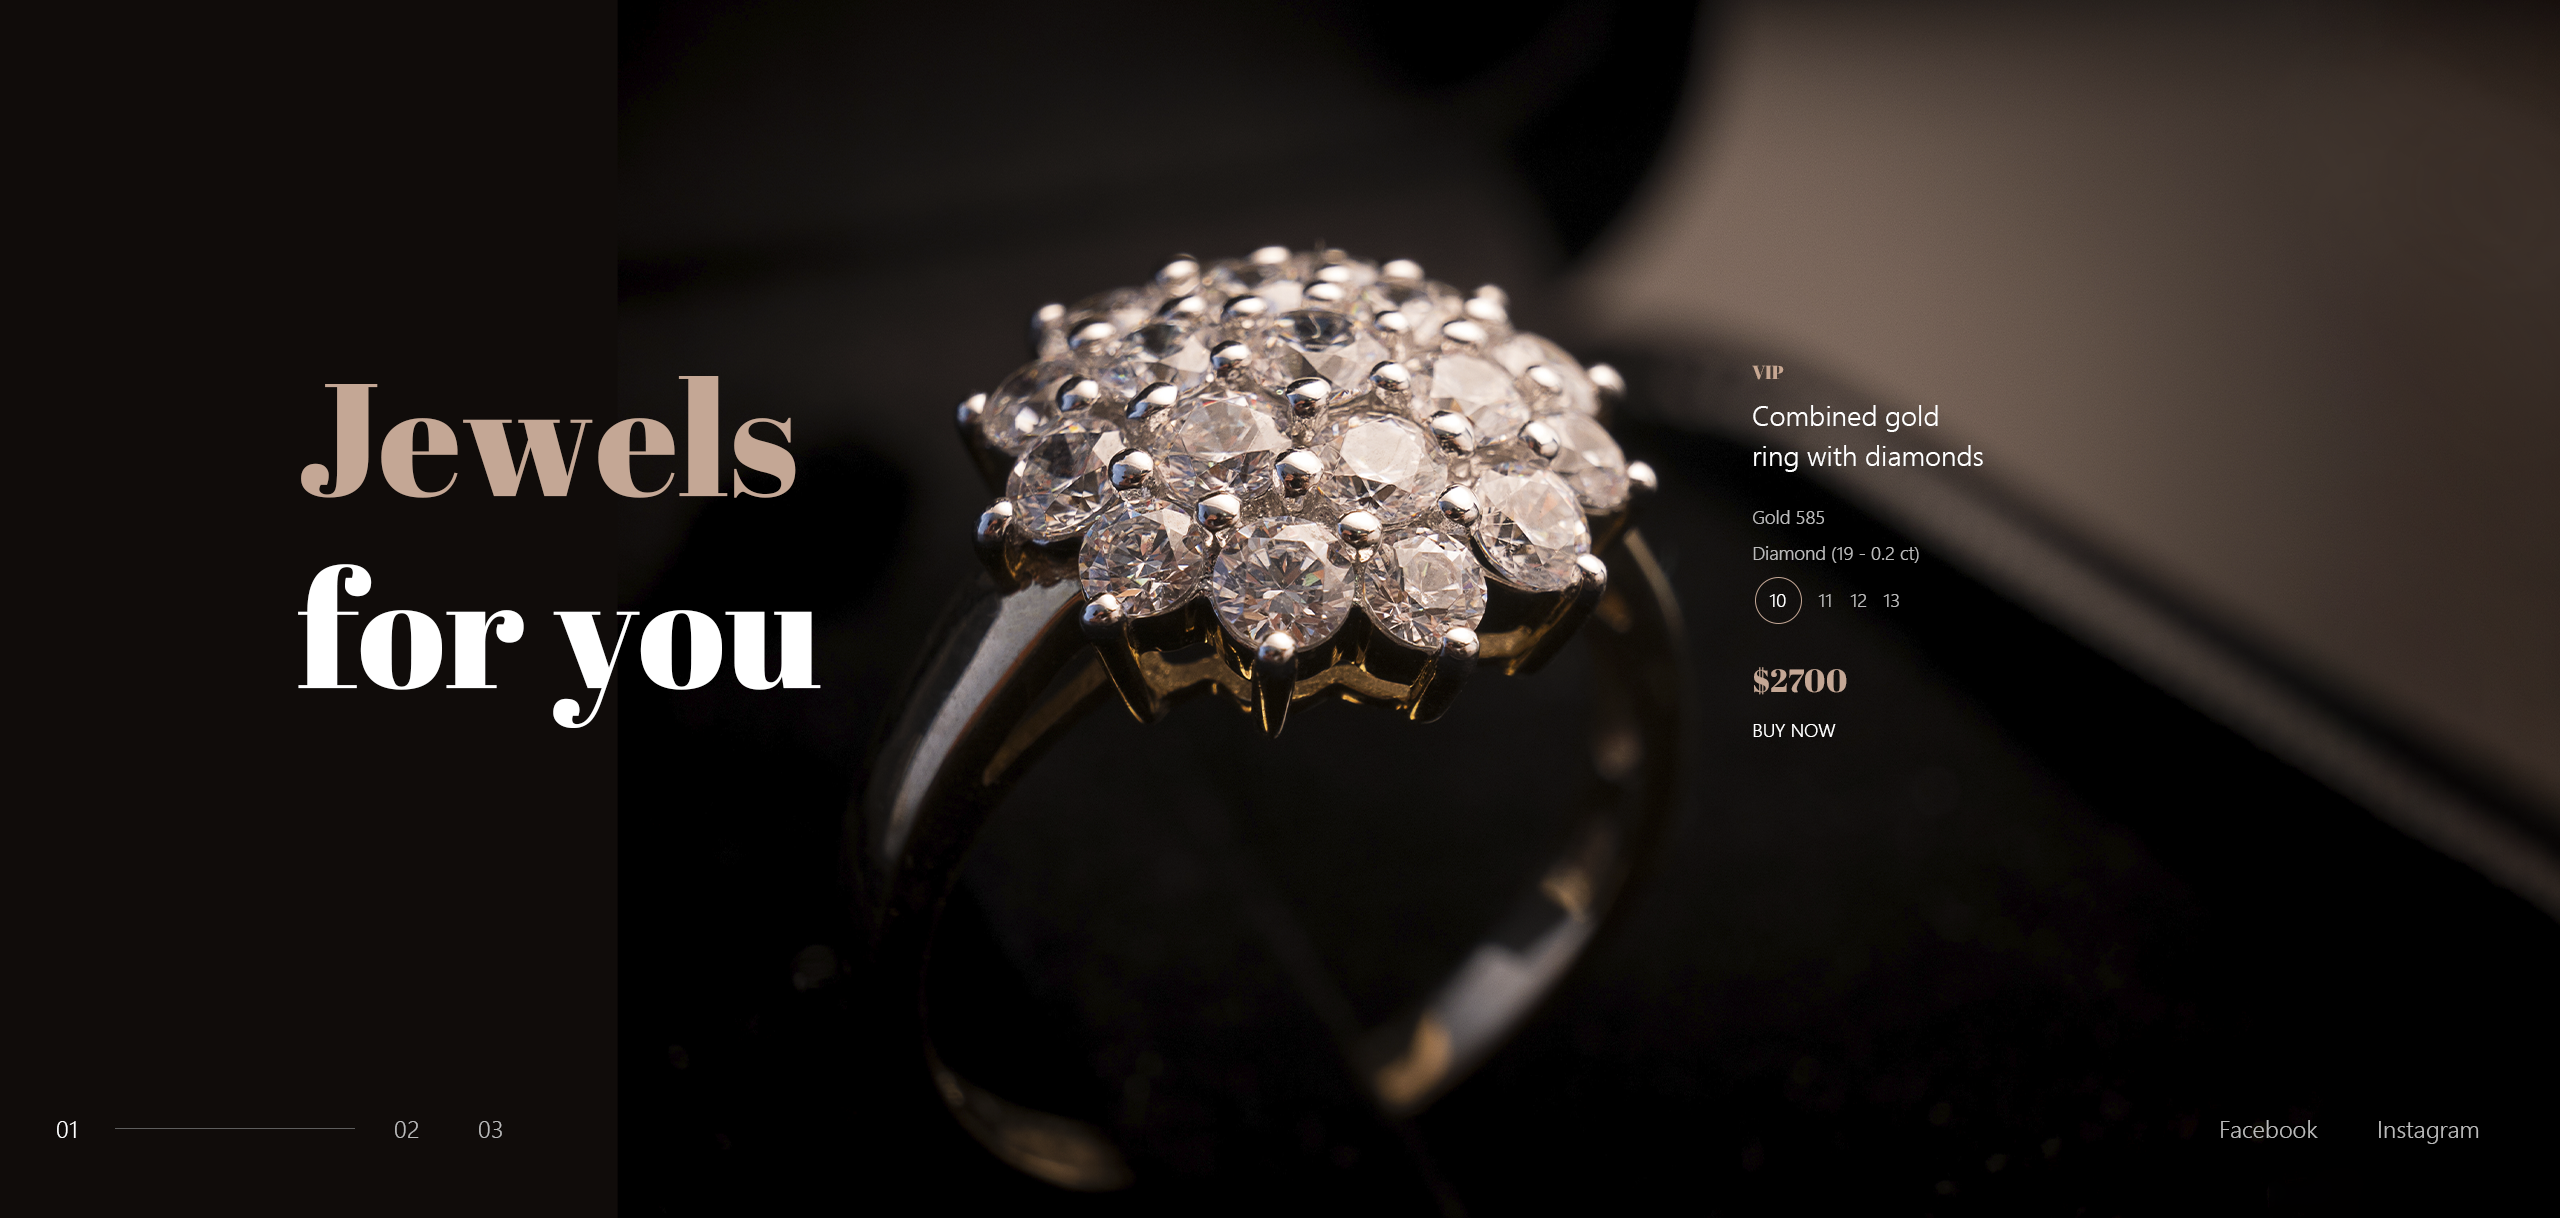 Jewels
for you
VIP
Combined gold
ring with diamonds
Gold 585
Diamond (19 - 0.2 ct)
10 11 12 13
$2700
BUY NOW
01 02 03
Facebook Instagram